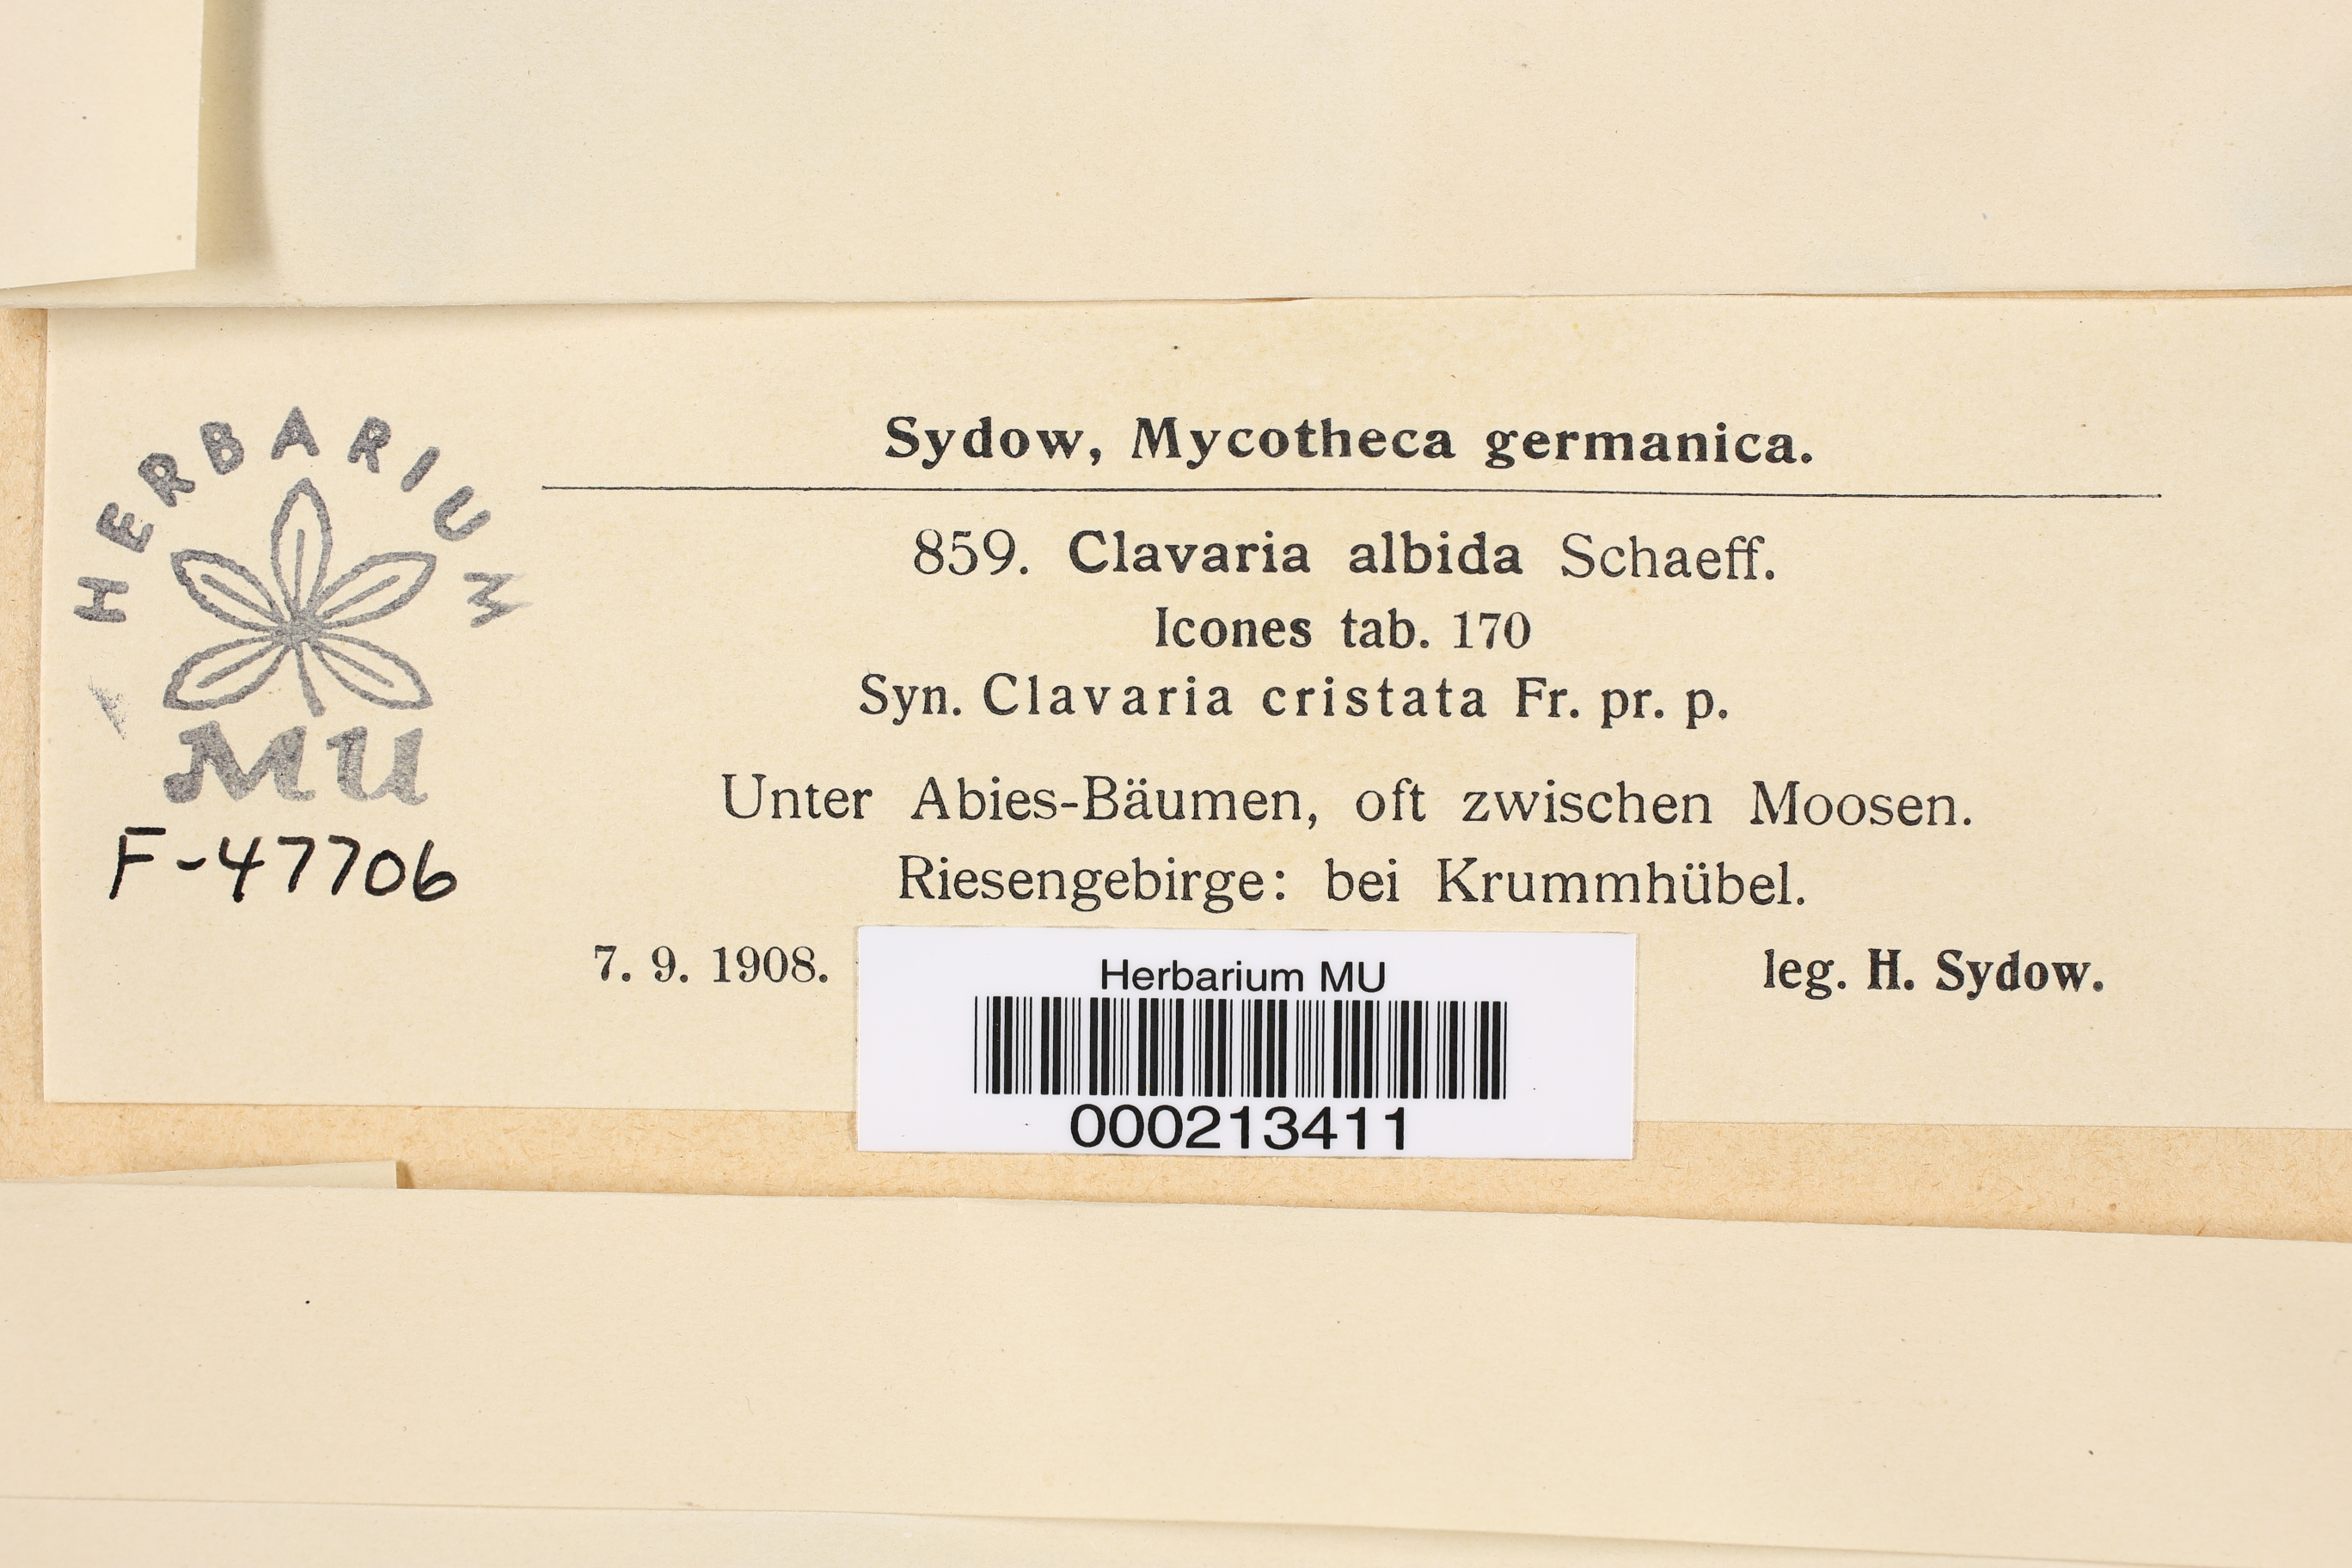 Sydow, Mycotheca germanica.
859. Clavaria albida Schaeff.
Icones tab. 170
Syn. Clavaria cristata Fr. pr. p.
Unter Abies-Bäumen, oft zwischen Moosen.
Riesengebirge: bei Krummhübel.
7. 9. 1908. leg. H. Sydow.
HERBARIUM
MU
F-47706
Herbarium MU
000213411